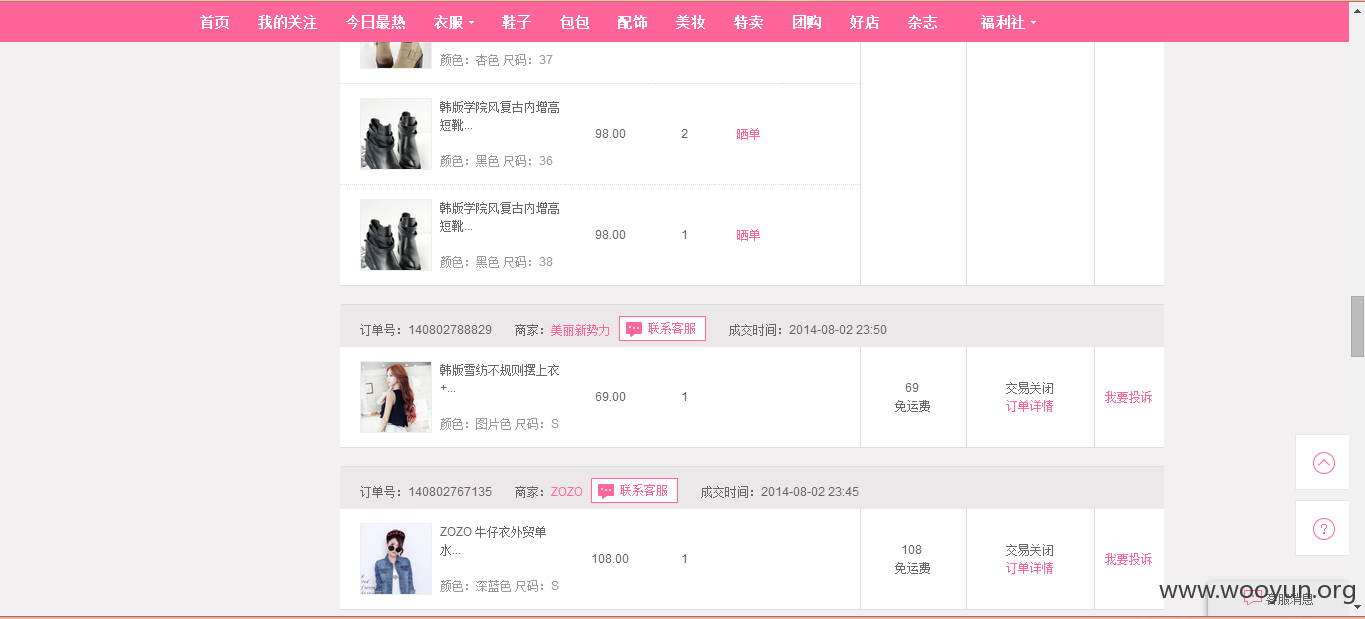 首页 我的关注 今日最热 衣服 鞋子 包包 配饰 美妆 特卖 团购 好店 杂志 福利社
颜色：杏色 尺码：37
韩版学院风复古内增高
短靴...
98.00 2 晒单
颜色：黑色 尺码：36
韩版学院风复古内增高
短靴...
98.00 1 晒单
颜色：黑色 尺码：38
订单号：140802788829 商家：美丽新势力 联系客服 成交时间：2014-08-02 23:50
韩版雪纺不规则摆上衣
+...
69.00 1
颜色：图片色 尺码：S
69
免运费
交易关闭
订单详情
我要投诉
订单号：140802767135 商家：ZOZO 联系客服 成交时间：2014-08-02 23:45
ZOZO 牛仔衣外贸单
水...
108.00 1
颜色：深蓝色 尺码：S
108
免运费
交易关闭
订单详情
我要投诉
?
www.wooyun.org
客服消息